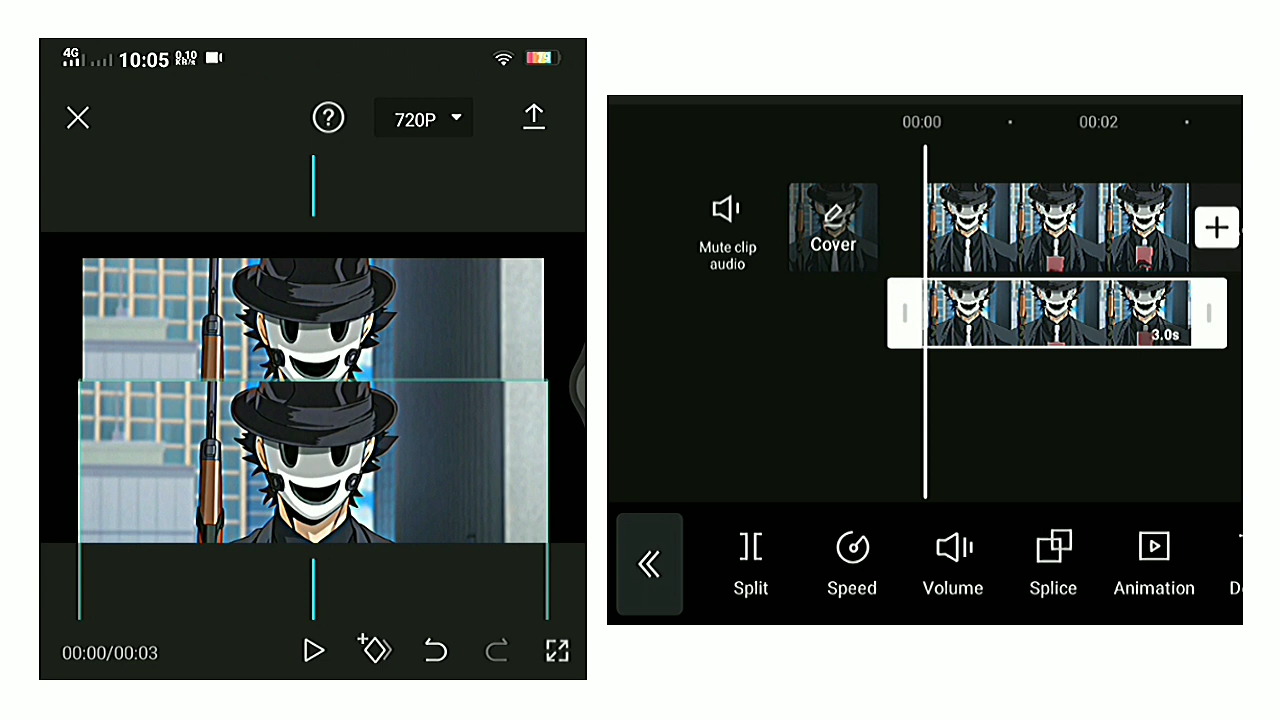 4G 10:05 0.10 KB/s
720P
00:00/00:03
00:00 00:02
Mute clip
audio
Cover
3.0s
Split Speed Volume Splice Animation D